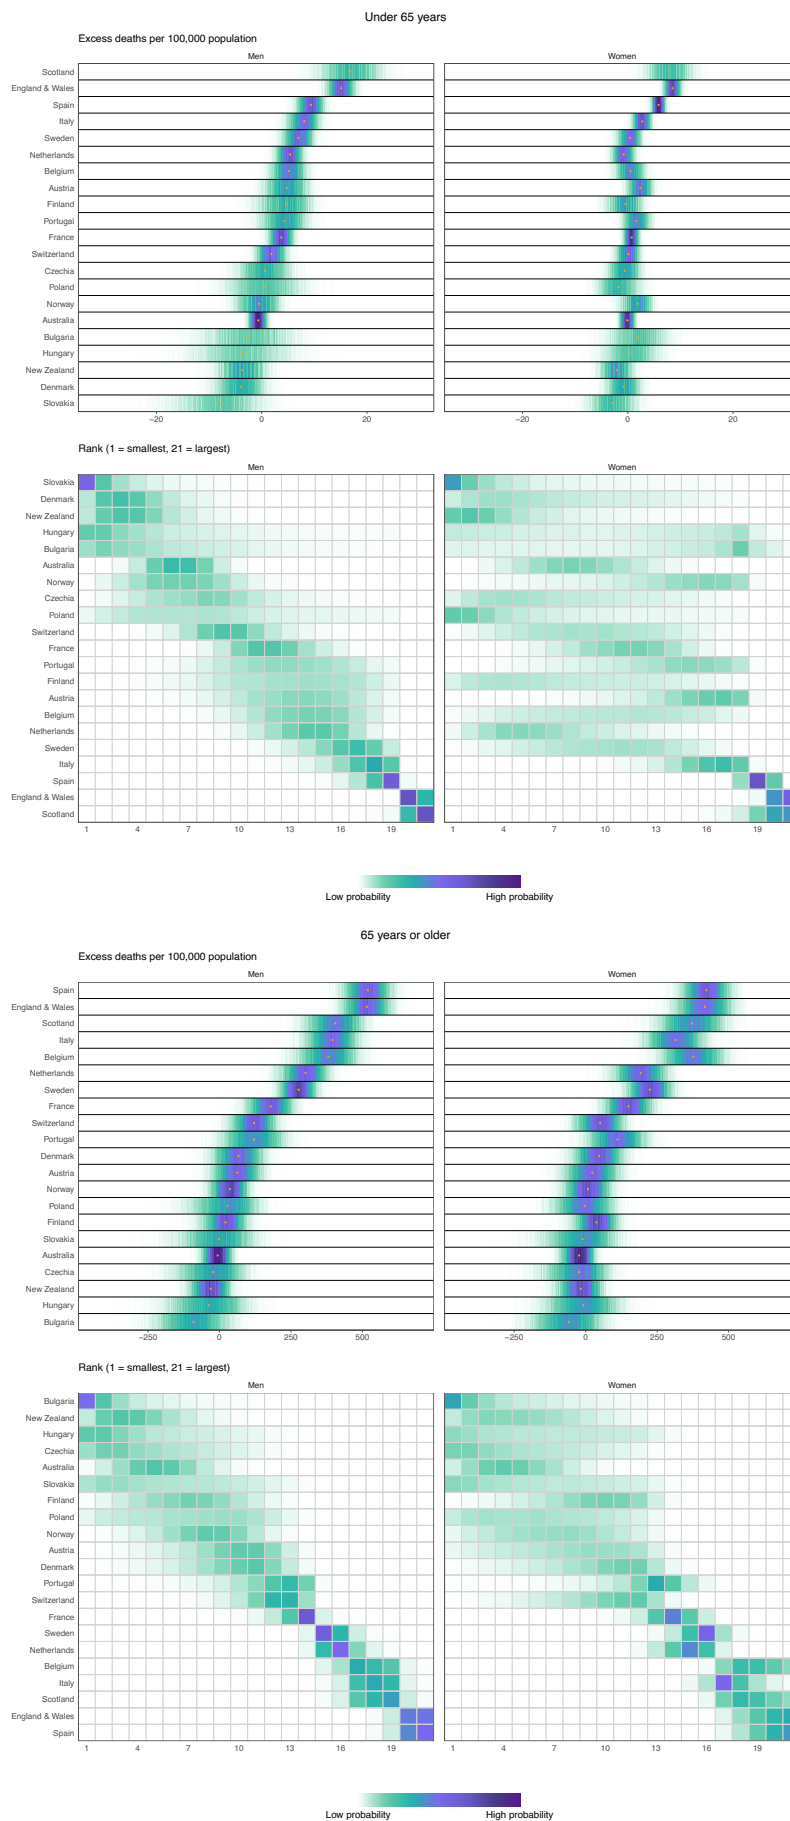 Under 65 years
Excess deaths per 100,000 population
Men Women
Scotland
England & Wales
Spain
Italy
Sweden
Netherlands
Belgium
Austria
Finland
Portugal
France
Switzerland
Czechia
Poland
Norway
Australia
Bulgaria
Hungary
New Zealand
Denmark
Slovakia
−20 0 20 −20 0 20
Rank (1 = smallest, 21 = largest)
Men Women
Slovakia
Denmark
New Zealand
Hungary
Bulgaria
Australia
Norway
Czechia
Poland
Switzerland
France
Portugal
Finland
Austria
Belgium
Netherlands
Sweden
Italy
Spain
England & Wales
Scotland
1 4 7 10 13 16 19 1 4 7 10 13 16 19
Low probability High probability
65 years or older
Excess deaths per 100,000 population
Men Women
Spain
England & Wales
Scotland
Italy
Belgium
Netherlands
Sweden
France
Switzerland
Portugal
Denmark
Austria
Norway
Poland
Finland
Slovakia
Australia
Czechia
New Zealand
Hungary
Bulgaria
−250 0 250 500 −250 0 250 500
Rank (1 = smallest, 21 = largest)
Men Women
Bulgaria
New Zealand
Hungary
Czechia
Australia
Slovakia
Finland
Poland
Norway
Austria
Denmark
Portugal
Switzerland
France
Sweden
Netherlands
Belgium
Italy
Scotland
England & Wales
Spain
1 4 7 10 13 16 19 1 4 7 10 13 16 19
Low probability High probability